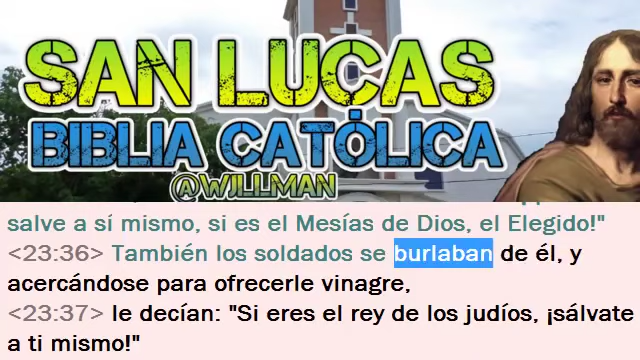 SAN LUCAS
BIBLIA CATÓLICA
@WJLLMAN
salve a sí mismo, si es el Mesías de Dios, el Elegido!"
<23:36> También los soldados se burlaban de él, y
acercándose para ofrecerle vinagre,
<23:37> le decían: "Si eres el rey de los judíos, ¡sálvate
a ti mismo!"